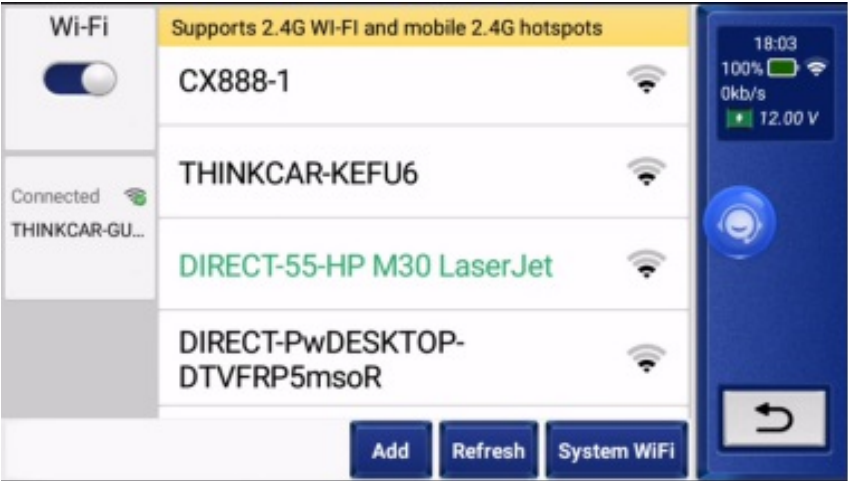 Wi-Fi
Connected
THINKCAR-GU...
Supports 2.4G WI-FI and mobile 2.4G hotspots
CX888-1
THINKCAR-KEFU6
DIRECT-55-HP M30 LaserJet
DIRECT-PwDESKTOP-
DTVFRP5msoR
Add
Refresh
System WiFi
18:03
100%
0kb/s
12.00 V